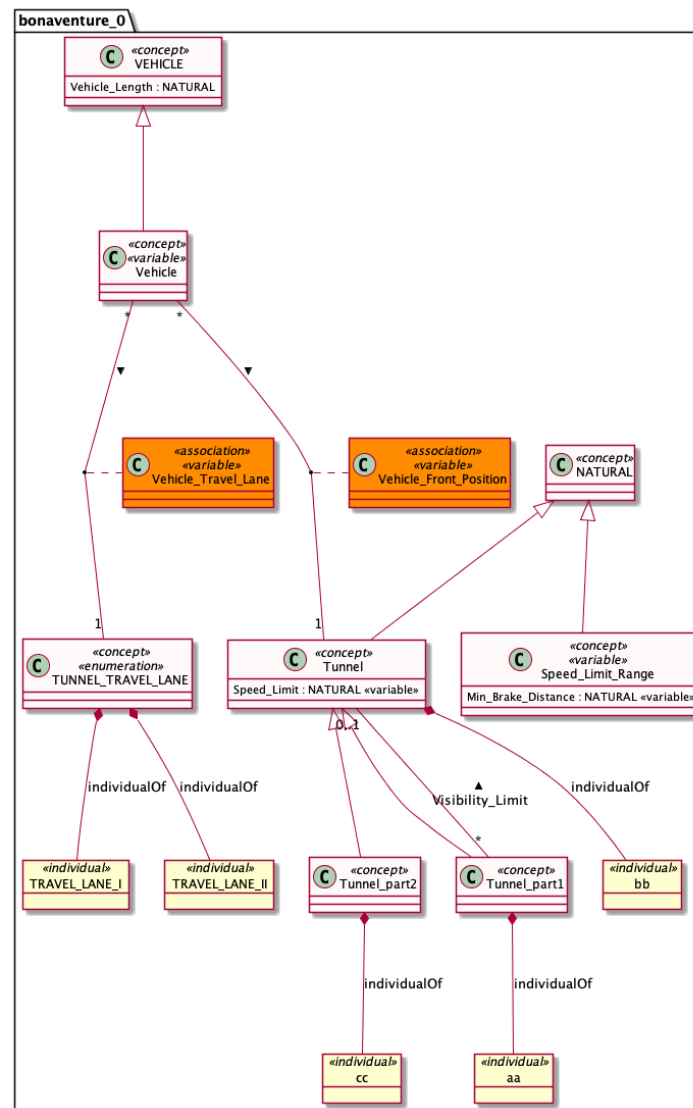 bonaventure_0
«concept»
VEHICLE
C
Vehicle_Length : NATURAL
«concept»
«variable»
C
Vehicle
*
*
«association»
«variable»
C
Vehicle_Travel_Lane
«association»
«variable»
C
Vehicle_Front_Position
«concept»
C
NATURAL
1
1
«concept»
«enumeration»
C
TUNNEL_TRAVEL_LANE
«concept»
C
Tunnel
Speed_Limit : NATURAL «variable»
«concept»
«variable»
C
Speed_Limit_Range
Min_Brake_Distance : NATURAL «variable»
0..1
individualOf
individualOf
Visibility_Limit
individualOf
*
«individual»
TRAVEL_LANE_I
«individual»
TRAVEL_LANE_II
«concept»
C
Tunnel_part2
«concept»
C
Tunnel_part1
«individual»
bb
individualOf
individualOf
«individual»
cc
«individual»
aa